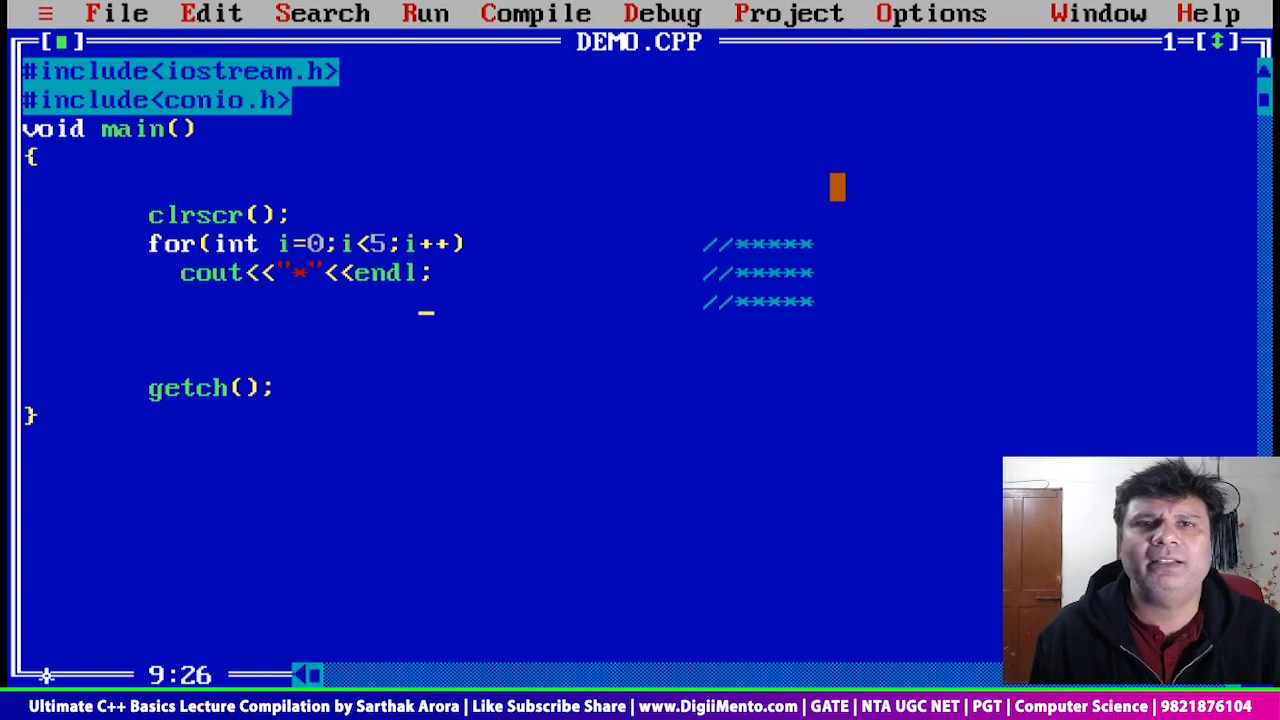 ≡ File Edit Search Run Compile Debug Project Options Window Help
[■] DEMO.CPP 1=[↕]
#include<iostream.h>
#include<conio.h>
void main()
{
clrscr();
for(int i=0;i<5;i++) //*****
cout<<"*"<<endl; //*****
//*****
getch();
}
9:26
Ultimate C++ Basics Lecture Compilation by Sarthak Arora | Like Subscribe Share | www.DigiiMento.com | GATE | NTA UGC NET | PGT | Computer Science | 9821876104